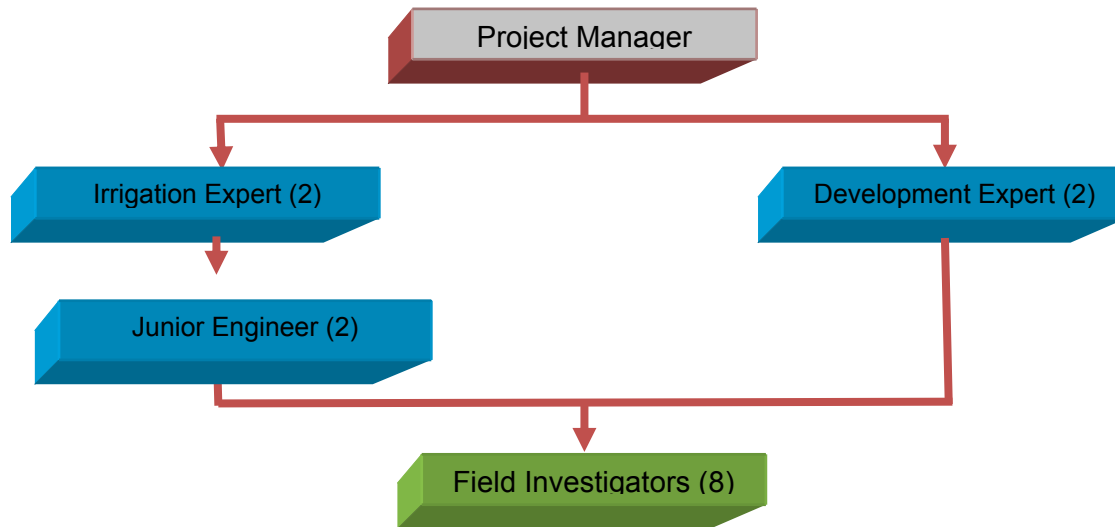 Project Manager
Irrigation Expert (2)
Development Expert (2)
Junior Engineer (2)
Field Investigators (8)